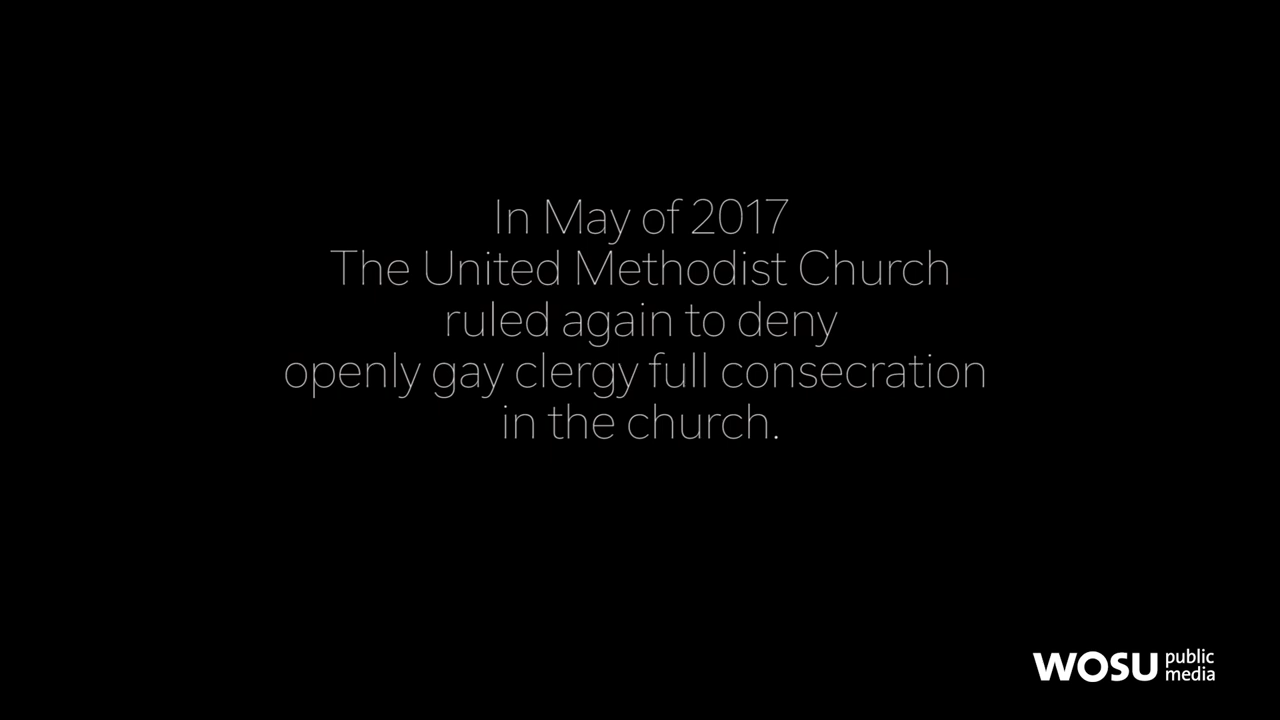 In May of 2017
The United Methodist Church
ruled again to deny
openly gay clergy full consecration
in the church.
WOSU public
media